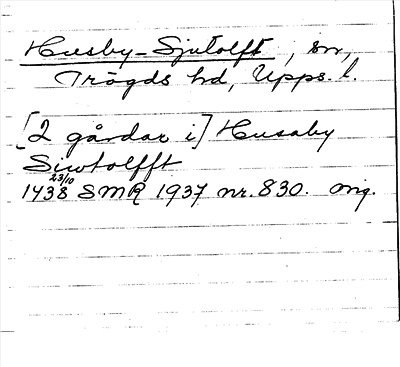 Husby-Sjutolft, sn,
Trögds hd, Upps. l.
[2 gårdar i] Husaby
Siwtolfft
1438 23/10 SMR 1937 nr. 830. orig.